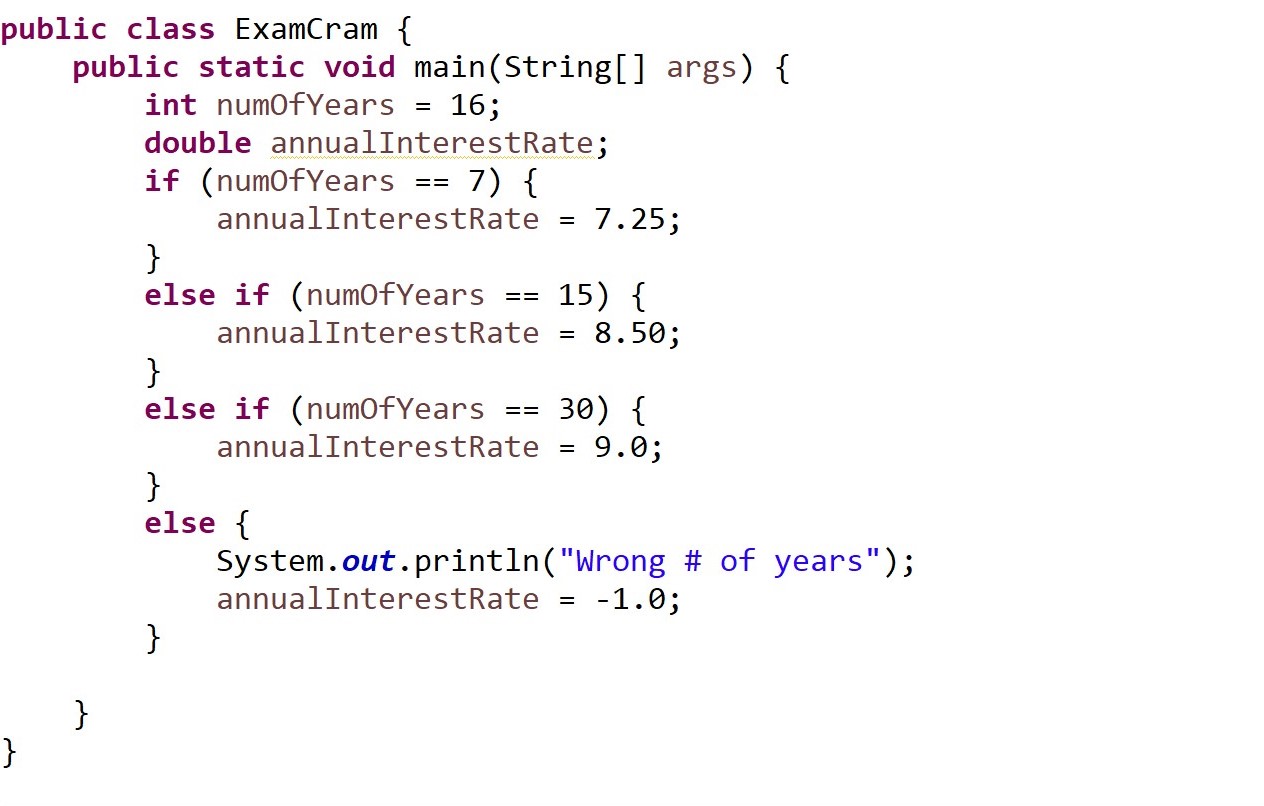 public class ExamCram {
    public static void main(String[] args) {
        int numOfYears = 16;
        double annualInterestRate;
        if (numOfYears == 7) {
            annualInterestRate = 7.25;
        }
        else if (numOfYears == 15) {
            annualInterestRate = 8.50;
        }
        else if (numOfYears == 30) {
            annualInterestRate = 9.0;
        }
        else {
            System.out.println("Wrong # of years");
            annualInterestRate = -1.0;
        }

    }
}